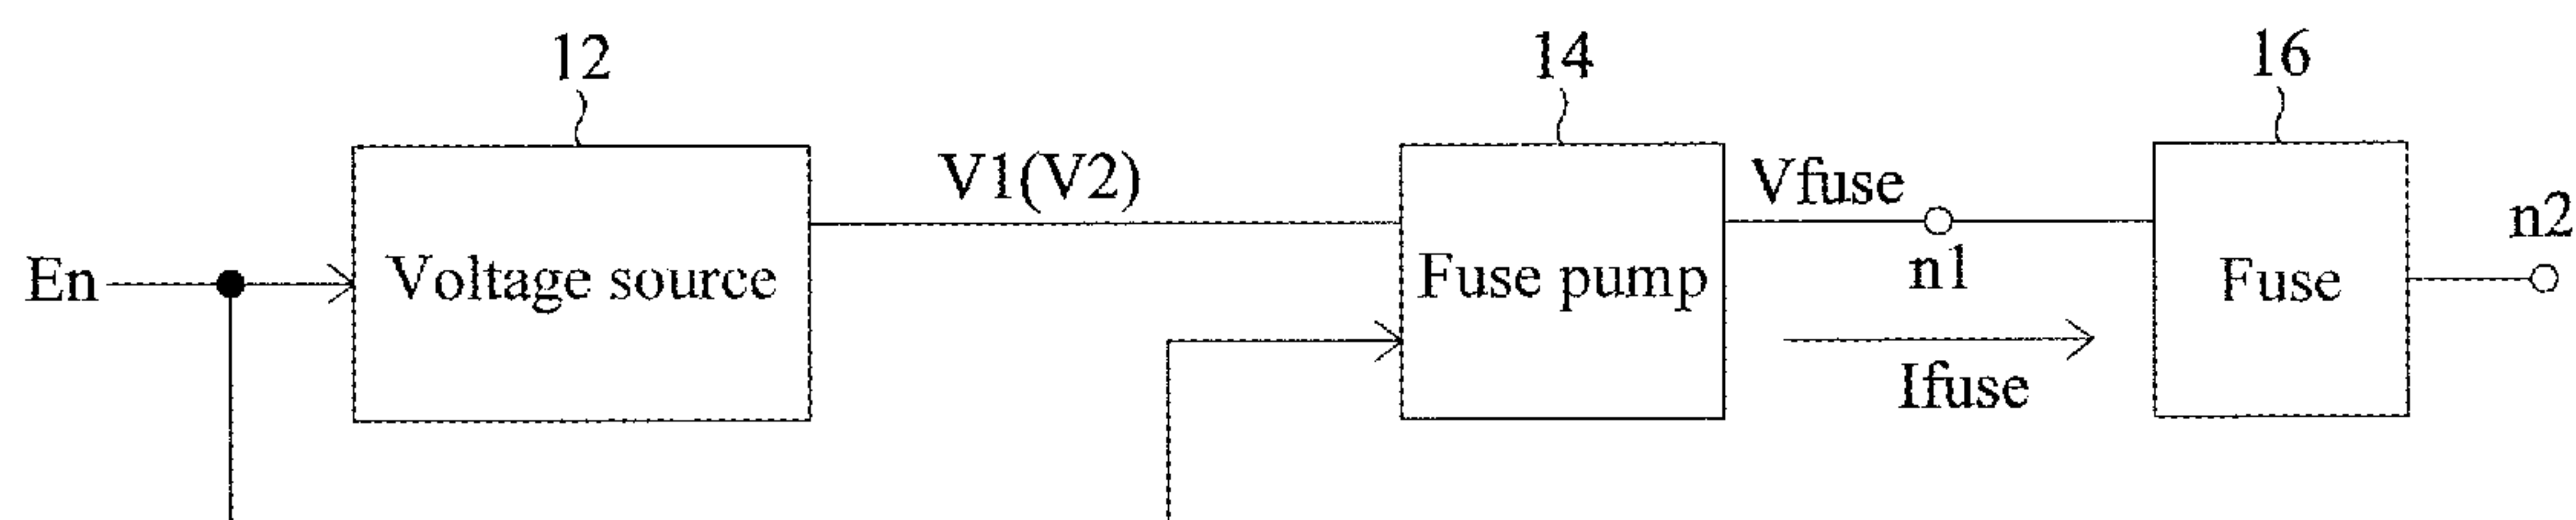 12
14
16
V1(V2)
Vfuse
n2
En
Voltage source
Fuse pump
n1
Fuse
Ifuse